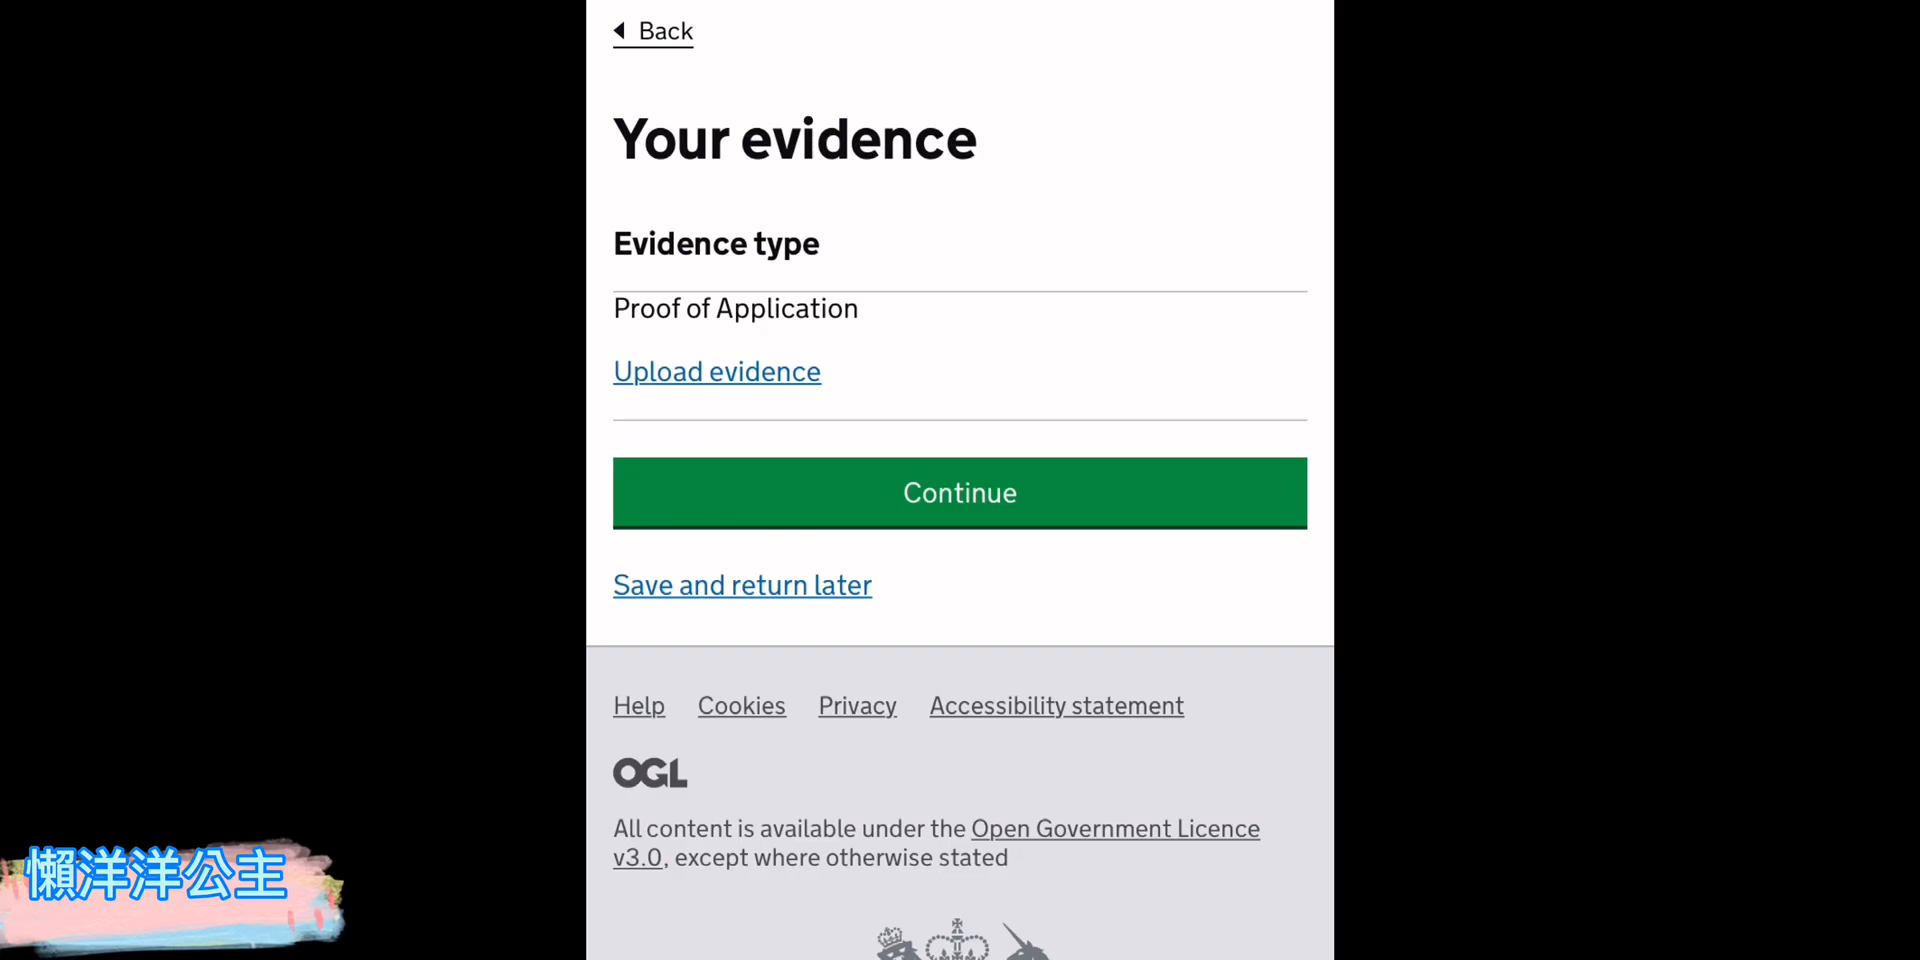 Back
Your evidence
Evidence type
Proof of Application
Upload evidence
Continue
Save and return later
Help Cookies Privacy Accessibility statement
OGL
All content is available under the Open Government Licence
v3.0, except where otherwise stated
懶洋洋公主